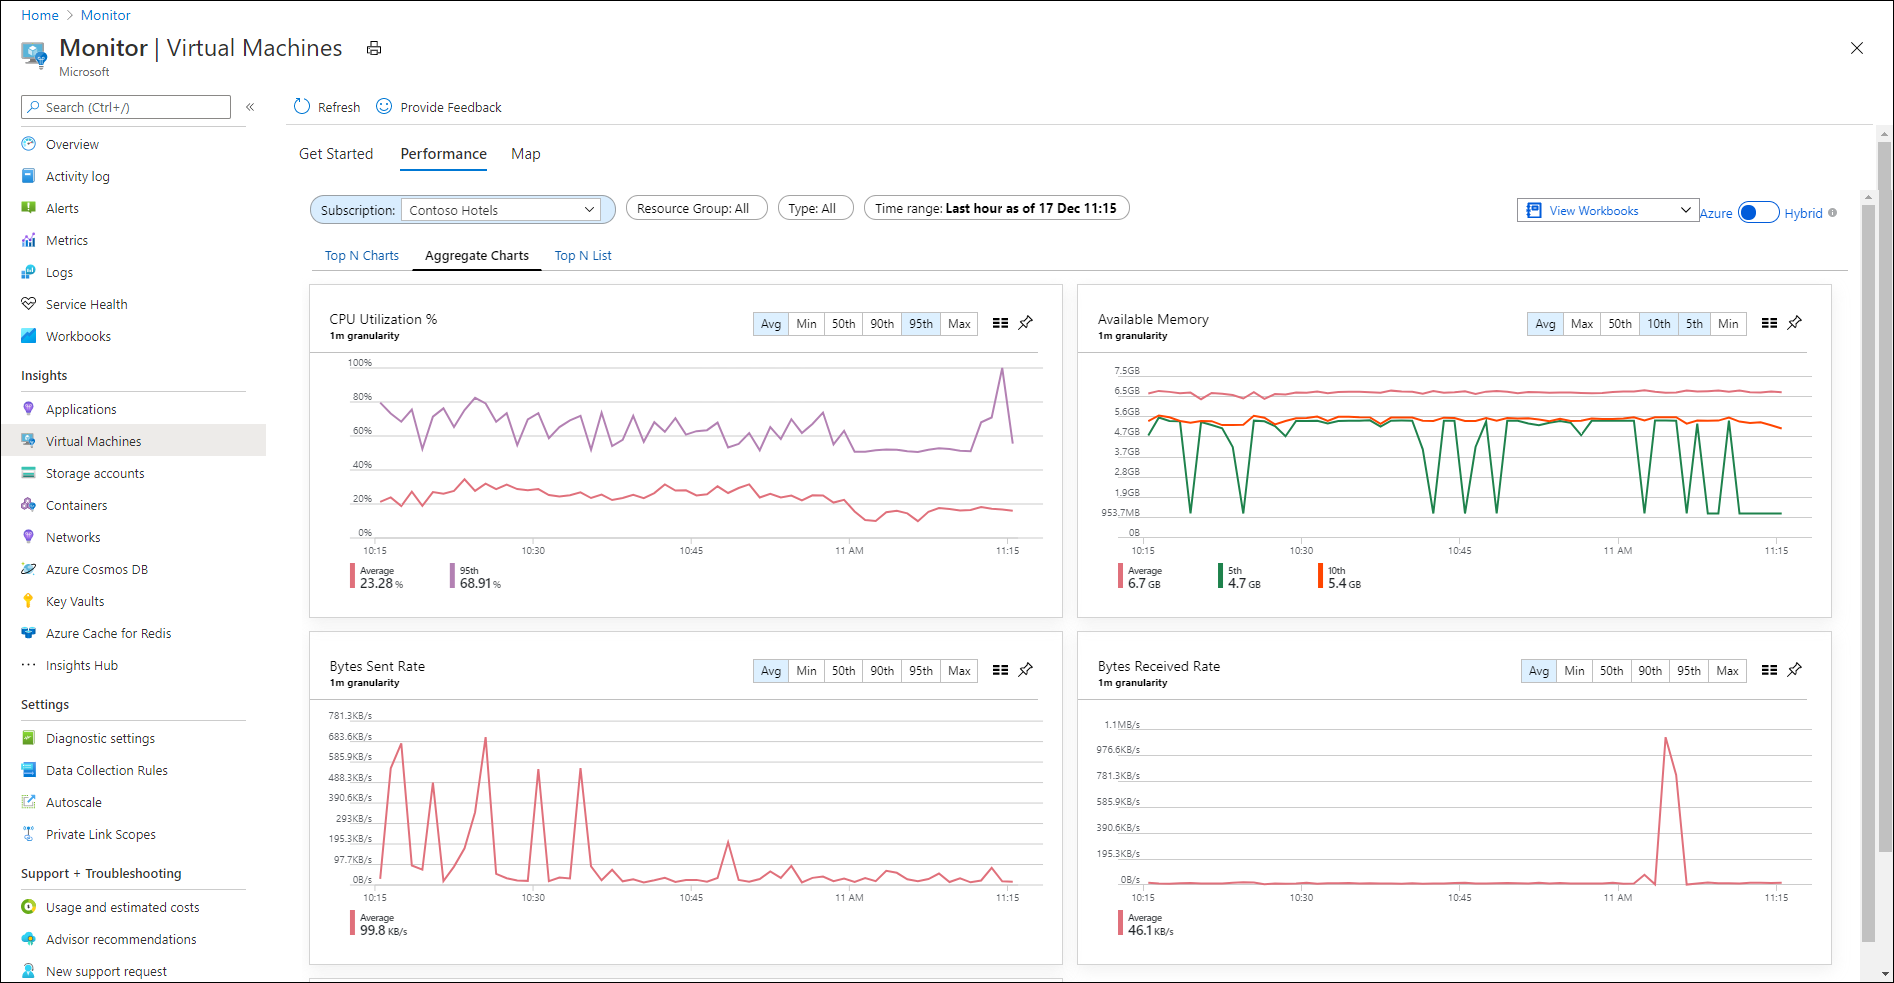 Home > Monitor
Monitor | Virtual Machines
Microsoft
Search (Ctrl+/)
«
Overview
Activity log
Alerts
Metrics
Logs
Service Health
Workbooks
Insights
Applications
Virtual Machines
Storage accounts
Containers
Networks
Azure Cosmos DB
Key Vaults
Azure Cache for Redis
Insights Hub
Settings
Diagnostic settings
Data Collection Rules
Autoscale
Private Link Scopes
Support + Troubleshooting
Usage and estimated costs
Advisor recommendations
New support request
Refresh Provide Feedback
Get Started Performance Map
Subscription: Contoso Hotels Resource Group: All Type: All Time range: Last hour as of 17 Dec 11:15 View Workbooks Azure Hybrid
Top N Charts Aggregate Charts Top N List
CPU Utilization %
1m granularity
Avg Min 50th 90th 95th Max
100%
80%
60%
40%
20%
0%
10:15 10:30 10:45 11 AM 11:15
Average 95th
23.28 % 68.91 %
Available Memory
1m granularity
Avg Max 50th 10th 5th Min
7.5GB
6.5GB
5.6GB
4.7GB
3.7GB
2.8GB
1.9GB
953.7MB
0B
10:15 10:30 10:45 11 AM 11:15
Average 5th 10th
6.7 GB 4.7 GB 5.4 GB
Bytes Sent Rate
1m granularity
Avg Min 50th 90th 95th Max
781.3KB/s
683.6KB/s
585.9KB/s
488.3KB/s
390.6KB/s
293KB/s
195.3KB/s
97.7KB/s
0B/s
10:15 10:30 10:45 11 AM 11:15
Average
99.8 KB/s
Bytes Received Rate
1m granularity
Avg Min 50th 90th 95th Max
1.1MB/s
976.6KB/s
781.3KB/s
585.9KB/s
390.6KB/s
195.3KB/s
0B/s
10:15 10:30 10:45 11 AM 11:15
Average
46.1 KB/s